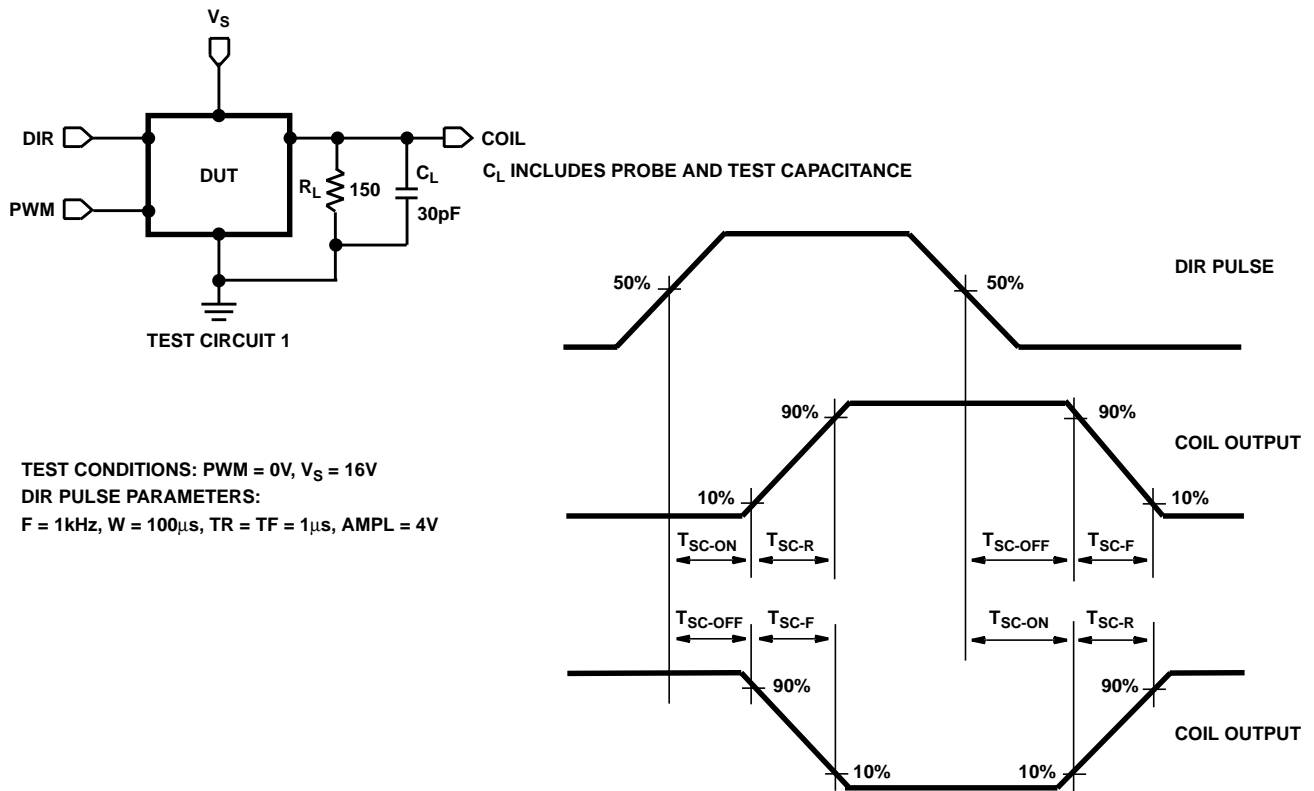 VS
DIR
PWM
DUT
RL
150
CL
30pF
COIL
CL INCLUDES PROBE AND TEST CAPACITANCE
TEST CIRCUIT 1
TEST CONDITIONS: PWM = 0V, VS = 16V
DIR PULSE PARAMETERS:
F = 1kHz, W = 100μs, TR = TF = 1μs, AMPL = 4V
50%
50%
DIR PULSE
90%
90%
COIL OUTPUT
10%
10%
TSC-ON
TSC-R
TSC-OFF
TSC-F
TSC-OFF
TSC-F
TSC-ON
TSC-R
90%
90%
COIL OUTPUT
10%
10%